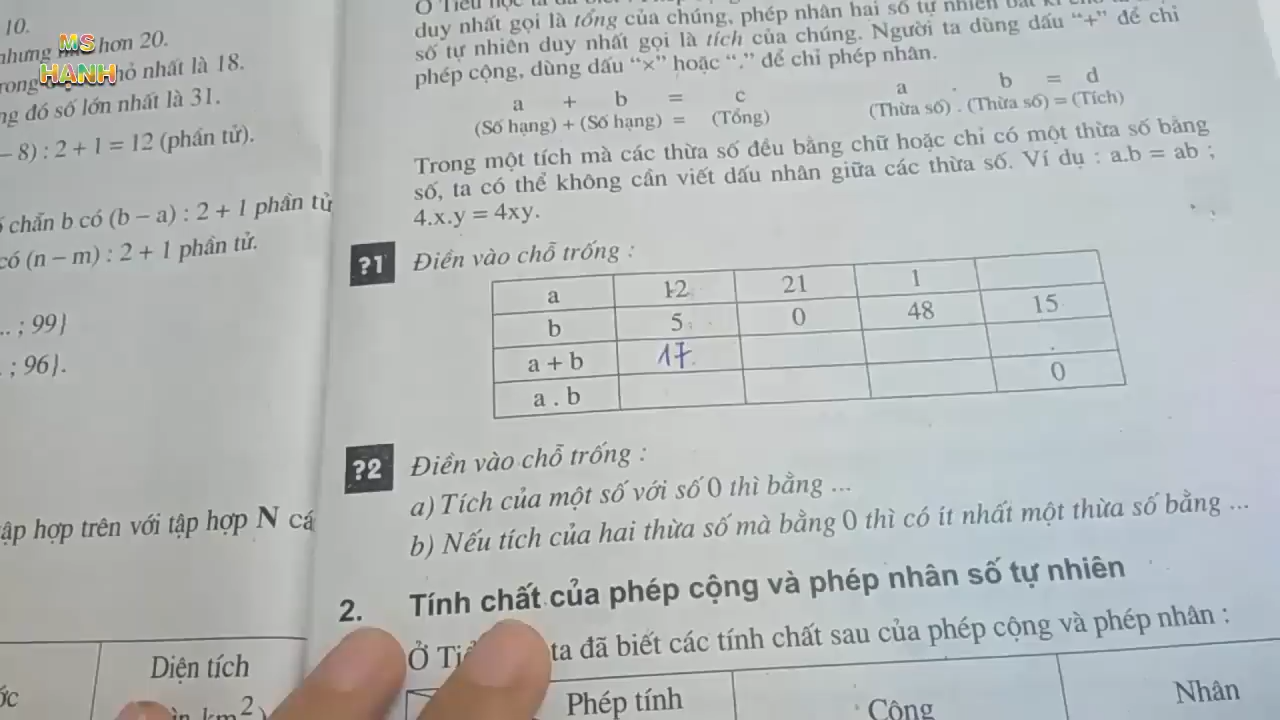 10.
nhưng hơn 20.
MS
HẠNH
nhỏ nhất là 18.
ng đó số lớn nhất là 31.
– 8) : 2 + 1 = 12 (phần tử).
chẵn b có (b – a) : 2 + 1 phần tử
có (n – m) : 2 + 1 phần tử.
.. ; 99}
; 96}.
ập hợp trên với tập hợp N cá
Diện tích
km2)
duy nhất gọi là tổng của chúng, phép nhân hai số tự nhiên bất kì cho
số tự nhiên duy nhất gọi là tích của chúng. Người ta dùng dấu “+” để chỉ
phép cộng, dùng dấu “×” hoặc “.” để chỉ phép nhân.
a + b = c a . b = d
(Số hạng) + (Số hạng) = (Tổng) (Thừa số) . (Thừa số) = (Tích)
Trong một tích mà các thừa số đều bằng chữ hoặc chỉ có một thừa số bằng
số, ta có thể không cần viết dấu nhân giữa các thừa số. Ví dụ : a.b = ab ;
4.x.y = 4xy.
?1 Điền vào chỗ trống :
a 12 21 1
b 5 0 48 15
a + b 17
a . b 0
?2 Điền vào chỗ trống :
a) Tích của một số với số 0 thì bằng ...
b) Nếu tích của hai thừa số mà bằng 0 thì có ít nhất một thừa số bằng ...
2. Tính chất của phép cộng và phép nhân số tự nhiên
Ở ta đã biết các tính chất sau của phép cộng và phép nhân :
Phép tính Cộng Nhân